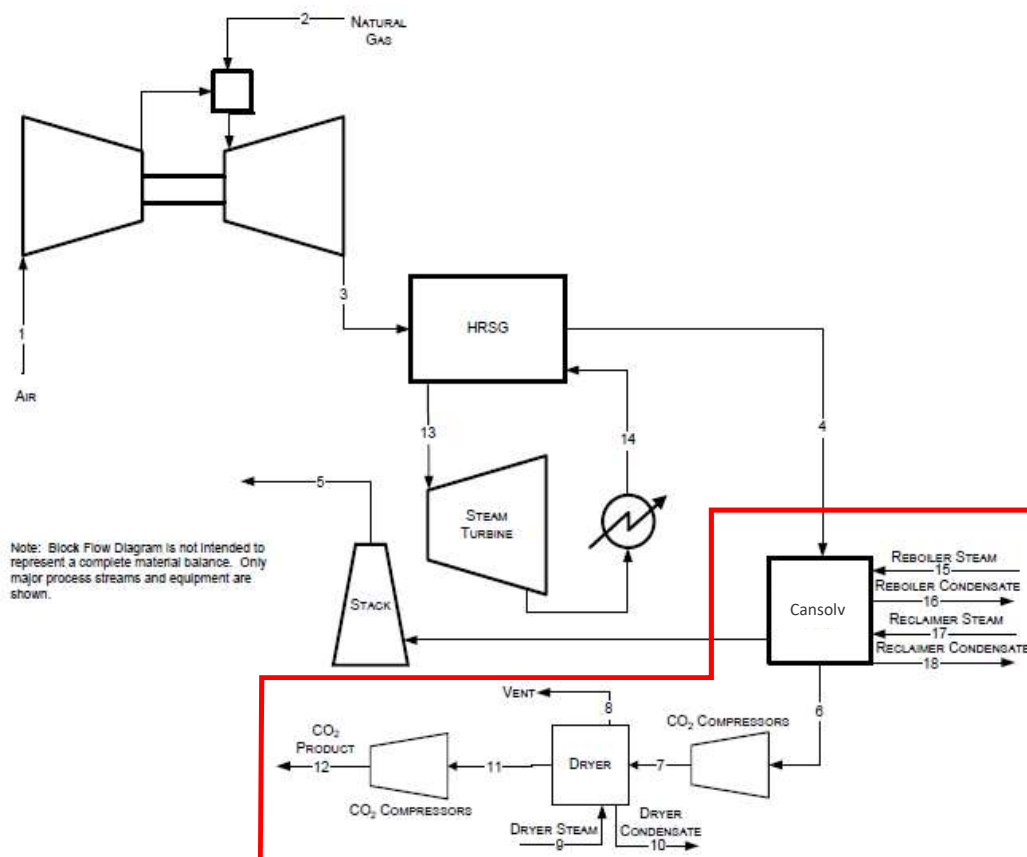 2
NATURAL
GAS
3
1
AIR
HRSG
13
14
4
5
STEAM
TURBINE
Note: Block Flow Diagram is not intended to
represent a complete material balance. Only
major process streams and equipment are
shown.
STACK
Cansolv
REBOILER STEAM
15
REBOILER CONDENSATE
16
RECLAIMER STEAM
17
RECLAIMER CONDENSATE
18
VENT
8
CO2 COMPRESSORS
6
CO2
PRODUCT
12
11
DRYER
7
CO2 COMPRESSORS
DRYER STEAM
9
DRYER
CONDENSATE
10